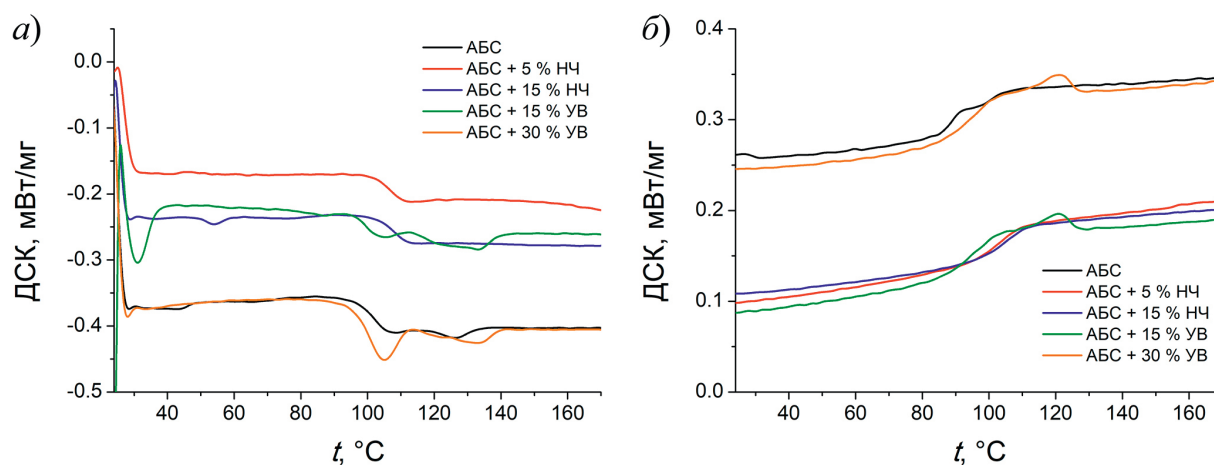 а)
ДСК, мВт/мг
0.0
-0.1
-0.2
-0.3
-0.4
-0.5
40 60 80 100 120 140 160
t, °C
АБС
АБС + 5 % НЧ
АБС + 15 % НЧ
АБС + 15 % УВ
АБС + 30 % УВ
б)
ДСК, мВт/мг
0.4
0.3
0.2
0.1
0.0
40 60 80 100 120 140 160
t, °C
АБС
АБС + 5 % НЧ
АБС + 15 % НЧ
АБС + 15 % УВ
АБС + 30 % УВ